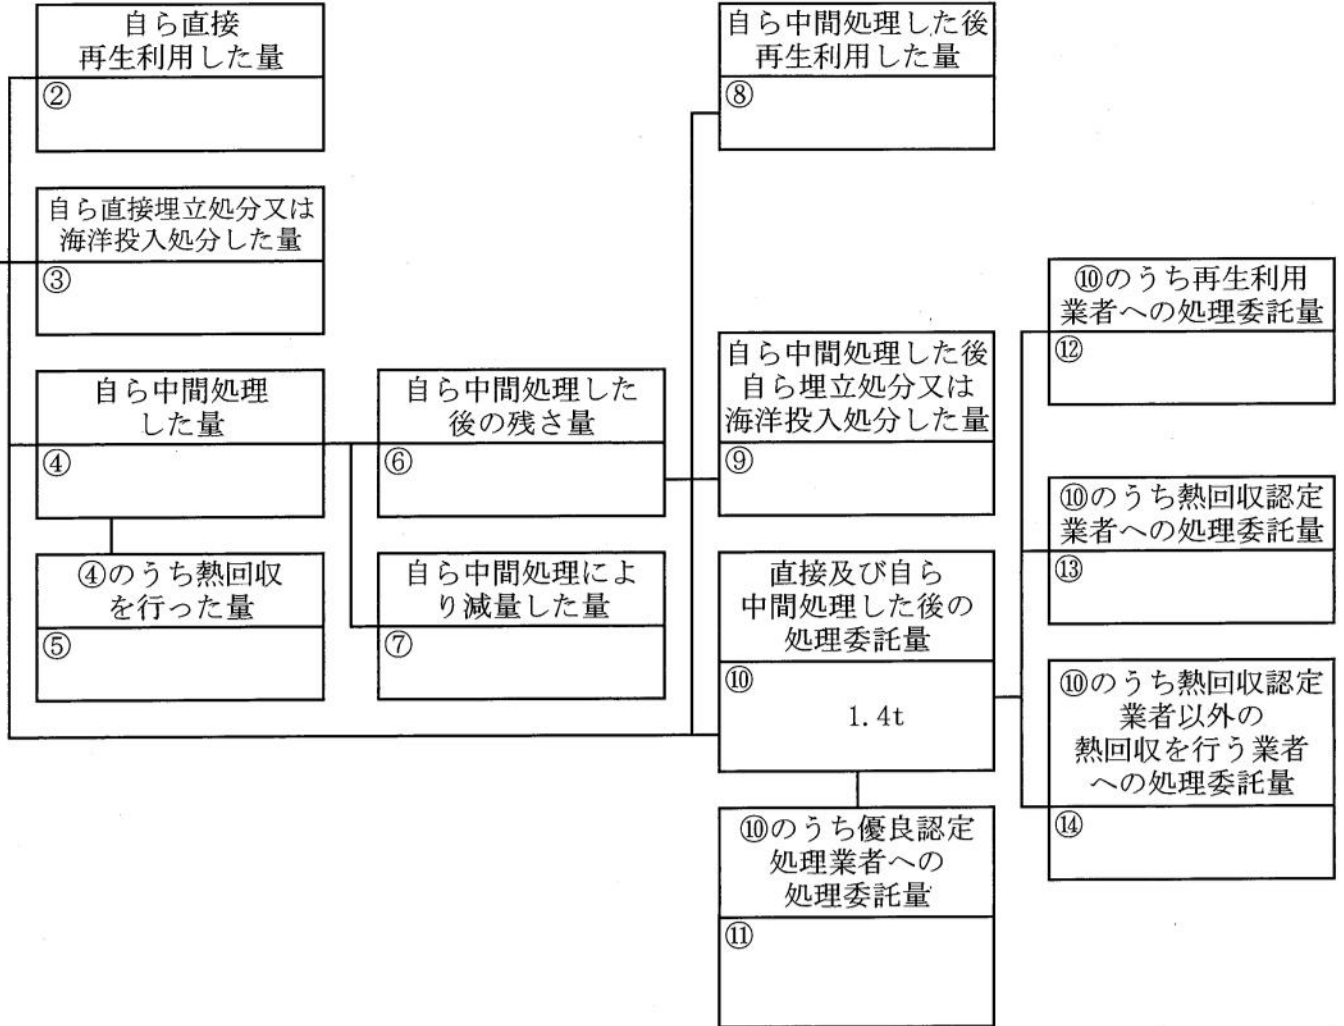 自ら直接
再生利用した量
②
自ら直接埋立処分又は
海洋投入処分した量
③
自ら中間処理
した量
④
④のうち熱回収
を行った量
⑤
自ら中間処理した
後の残さ量
⑥
自ら中間処理によ
り減量した量
⑦
自ら中間処理した後
再生利用した量
⑧
自ら中間処理した後
自ら埋立処分又は
海洋投入処分した量
⑨
直接及び自ら
中間処理した後の
処理委託量
⑩
1.4t
⑩のうち優良認定
処理業者への
処理委託量
⑪
⑩のうち再生利用
業者への処理委託量
⑫
⑩のうち熱回収認定
業者への処理委託量
⑬
⑩のうち熱回収認定
業者以外の
熱回収を行う業者
への処理委託量
⑭